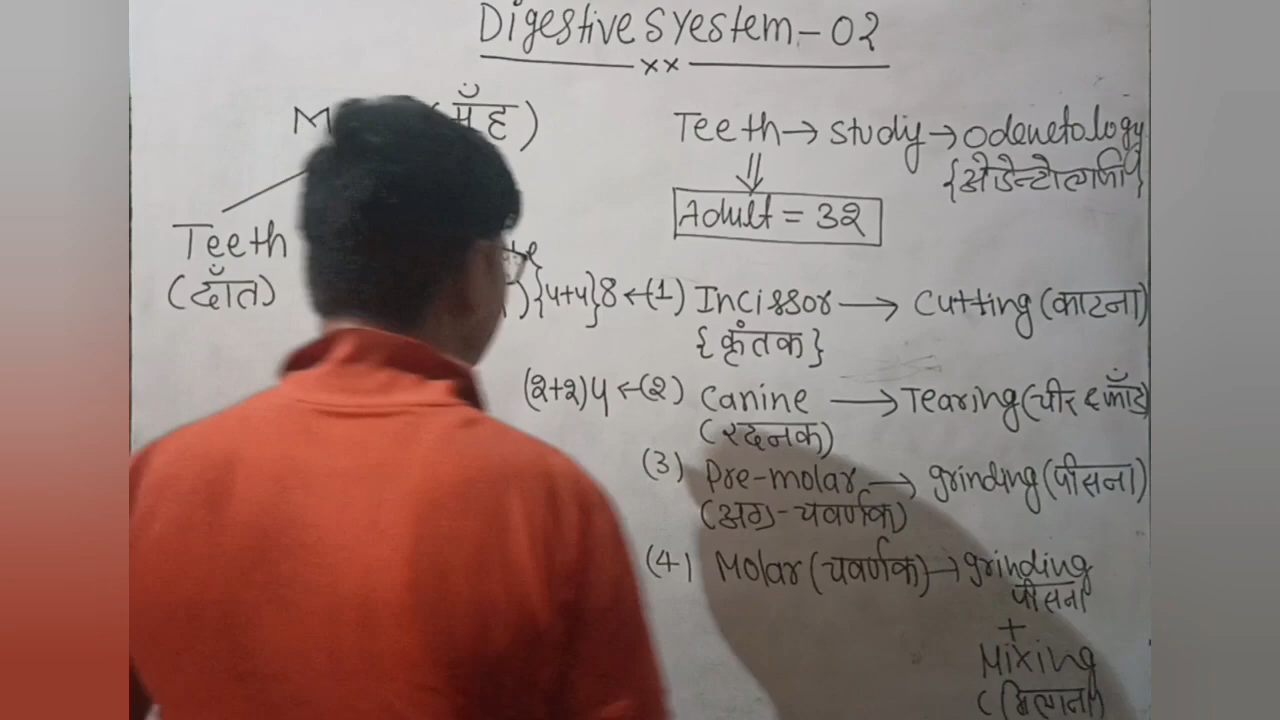 Digestive Syestem - 02
×× 
Teeth → study → Odenetology
{ओडेन्टोलॉजी}
Adult = 32
Teeth
(दाँत)
{4+4}8 ← (1) Incissor → Cutting (काटना)
{कृंतक}
(2+2)4 ← (2) Canine → Tearing (चीर फाँड़)
(रदनक)
(3) Pre-molar → grinding (पीसना)
(अग्र-चवर्णक)
(4) Molar (चवर्णक) → grinding
पीसना
+
Mixing
(मिलाना)